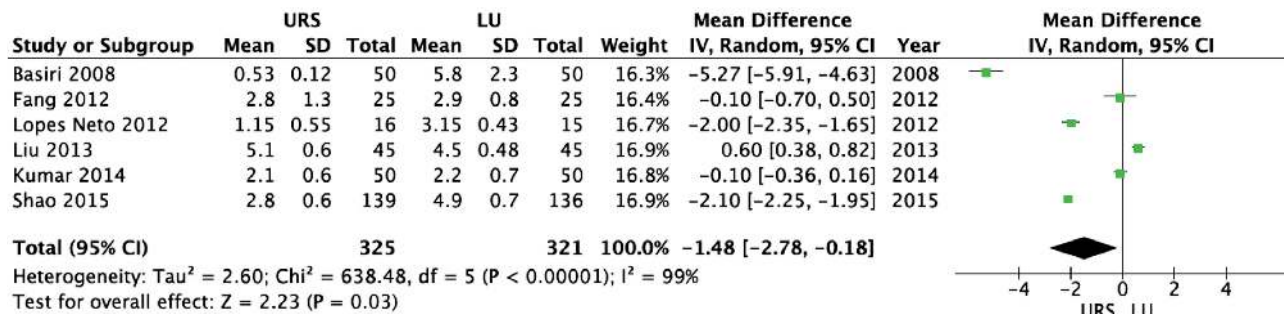 URS LU Mean Difference Mean Difference
Study or Subgroup Mean SD Total Mean SD Total Weight IV, Random, 95% CI Year IV, Random, 95% CI
Basiri 2008 0.53 0.12 50 5.8 2.3 50 16.3% -5.27 [-5.91, -4.63] 2008
Fang 2012 2.8 1.3 25 2.9 0.8 25 16.4% -0.10 [-0.70, 0.50] 2012
Lopes Neto 2012 1.15 0.55 16 3.15 0.43 15 16.7% -2.00 [-2.35, -1.65] 2012
Liu 2013 5.1 0.6 45 4.5 0.48 45 16.9% 0.60 [0.38, 0.82] 2013
Kumar 2014 2.1 0.6 50 2.2 0.7 50 16.8% -0.10 [-0.36, 0.16] 2014
Shao 2015 2.8 0.6 139 4.9 0.7 136 16.9% -2.10 [-2.25, -1.95] 2015
Total (95% CI) 325 321 100.0% -1.48 [-2.78, -0.18]
Heterogeneity: Tau² = 2.60; Chi² = 638.48, df = 5 (P < 0.00001); I² = 99%
Test for overall effect: Z = 2.23 (P = 0.03)
-4 -2 0 2 4
URS LU